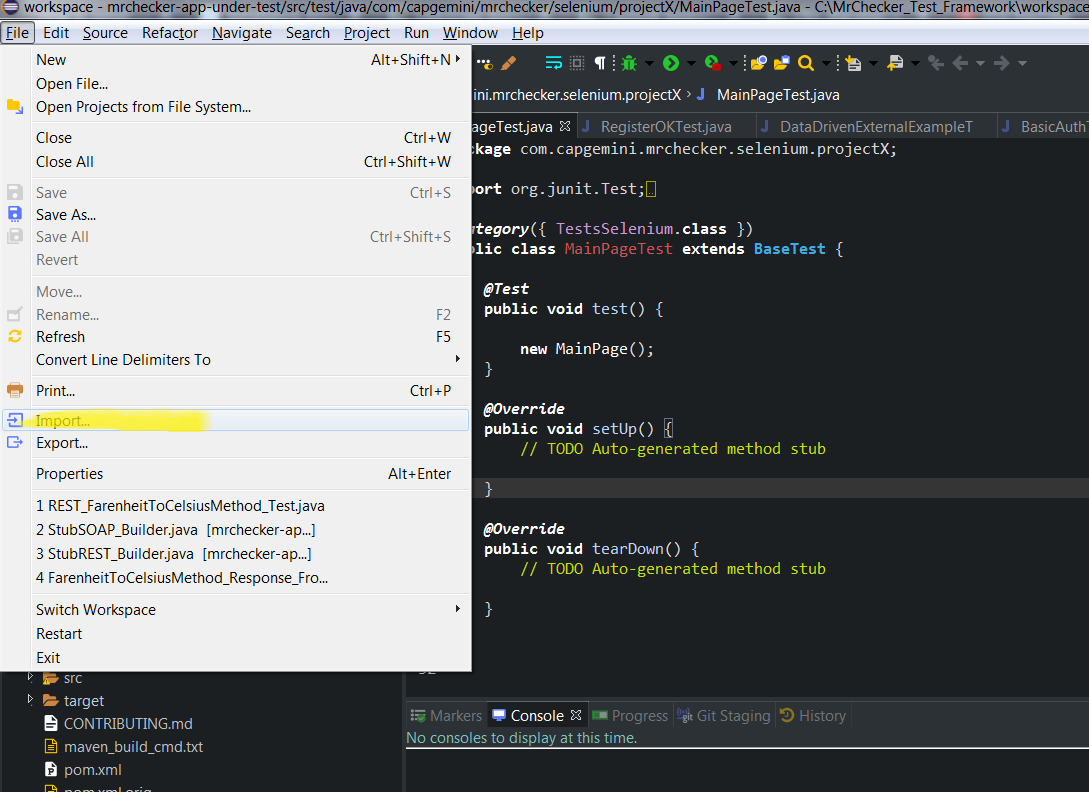 workspace - mrchecker-app-under-test/src/test/java/com/capgemini/mrchecker/selenium/projectX/MainPageTest.java - C:\MrChecker_Test_Framework\workspace
File Edit Source Refactor Navigate Search Project Run Window Help
New Alt+Shift+N
Open File...
Open Projects from File System...
Close Ctrl+W
Close All Ctrl+Shift+W
Save Ctrl+S
Save As...
Save All Ctrl+Shift+S
Revert
Move...
Rename... F2
Refresh F5
Convert Line Delimiters To
Print... Ctrl+P
Import...
Export...
Properties Alt+Enter
1 REST_FarenheitToCelsiusMethod_Test.java
2 StubSOAP_Builder.java [mrchecker-ap...]
3 StubREST_Builder.java [mrchecker-ap...]
4 FarenheitToCelsiusMethod_Response_Fro...
Switch Workspace
Restart
Exit
src
target
CONTRIBUTING.md
maven_build_cmd.txt
pom.xml
pom.xml.orig
ini.mrchecker.selenium.projectX MainPageTest.java
ageTest.java RegisterOKTest.java DataDrivenExternalExampleT BasicAuthT
ckage com.capgemini.mrchecker.selenium.projectX;
port org.junit.Test;
ategory({ TestsSelenium.class })
blic class MainPageTest extends BaseTest {
@Test
public void test() {
new MainPage();
}
@Override
public void setUp() {
// TODO Auto-generated method stub
}
@Override
public void tearDown() {
// TODO Auto-generated method stub
}
Markers Console Progress Git Staging History
No consoles to display at this time.